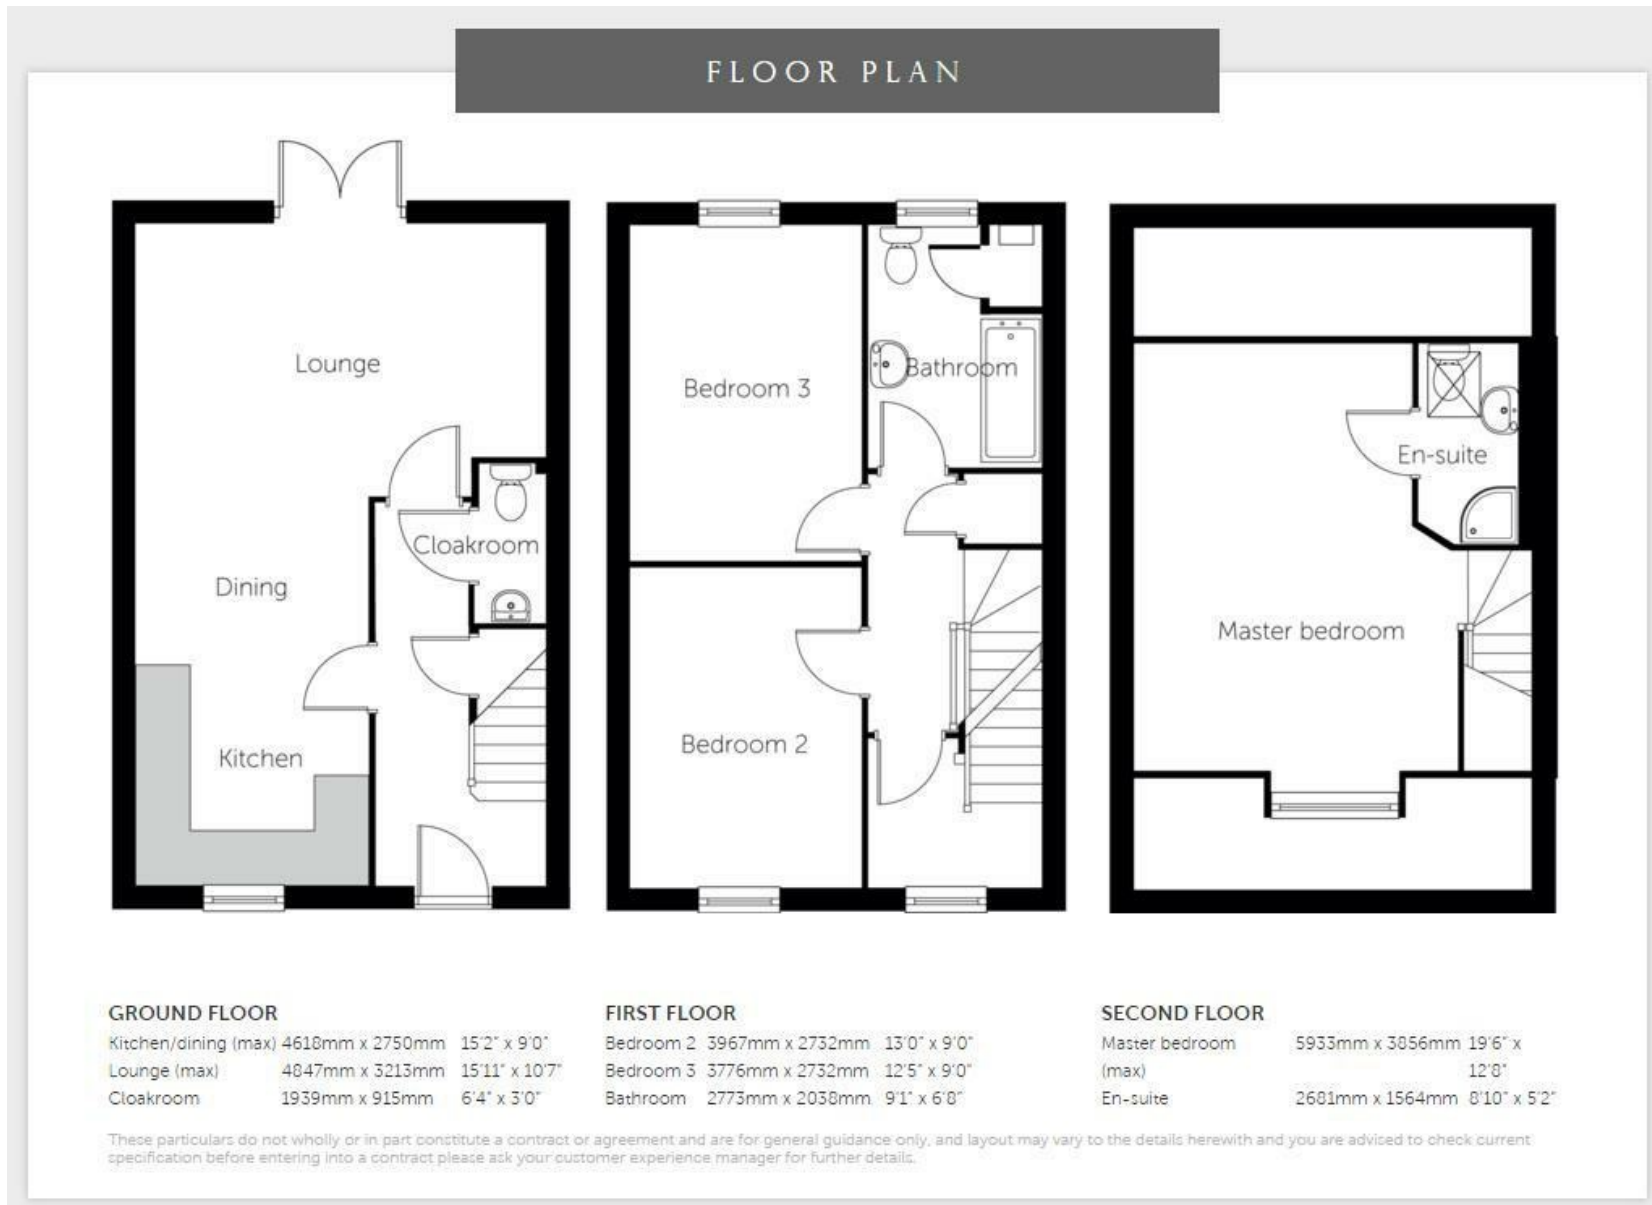 FLOOR PLAN
Lounge
Cloakroom
Dining
Kitchen
Bedroom 3
Bathroom
Bedroom 2
En-suite
Master bedroom
GROUND FLOOR
Kitchen/dining (max) 4618mm x 2750mm 15'2" x 9'0"
Lounge (max) 4847mm x 3213mm 15'11" x 10'7"
Cloakroom 1939mm x 915mm 6'4" x 3'0"
FIRST FLOOR
Bedroom 2 3967mm x 2732mm 13'0" x 9'0"
Bedroom 3 3776mm x 2732mm 12'5" x 9'0"
Bathroom 2773mm x 2038mm 9'1" x 6'8"
SECOND FLOOR
Master bedroom 5933mm x 3856mm 19'6" x
(max) 12'8"
En-suite 2681mm x 1564mm 8'10" x 5'2"
These particulars do not wholly or in part constitute a contract or agreement and are for general guidance only, and layout may vary to the details herewith and you are advised to check current
specification before entering into a contract please ask your customer experience manager for further details.